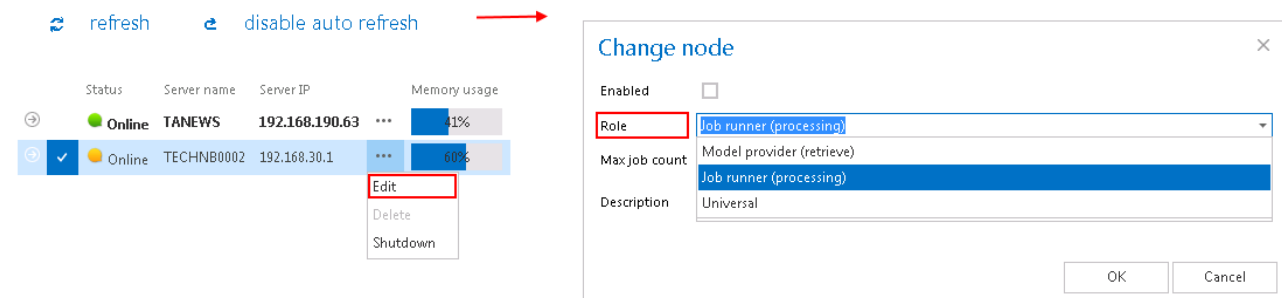 refresh disable auto refresh
Status Server name Server IP Memory usage
Online TANEWS 192.168.190.63 ••• 41%
Online TECHNB0002 192.168.30.1 ••• 60%
Edit
Delete
Shutdown
Change node
Enabled
Role Job runner (processing)
Max job count Model provider (retrieve)
Job runner (processing)
Description Universal
OK Cancel